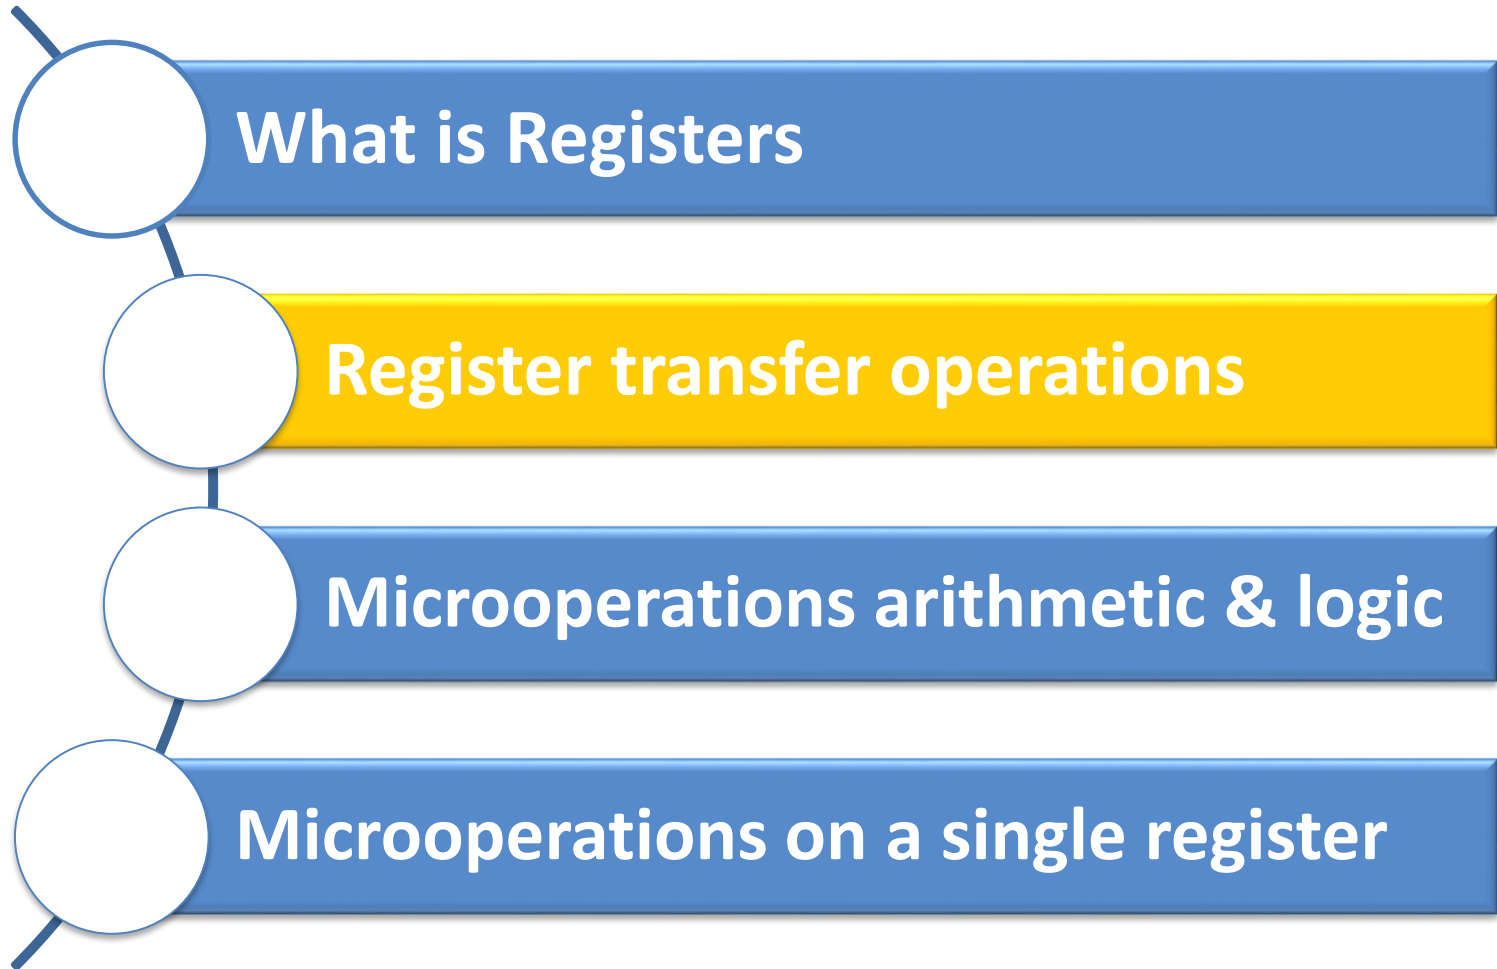 What is Registers
Register transfer operations
Microoperations arithmetic & logic
Microoperations on a single register